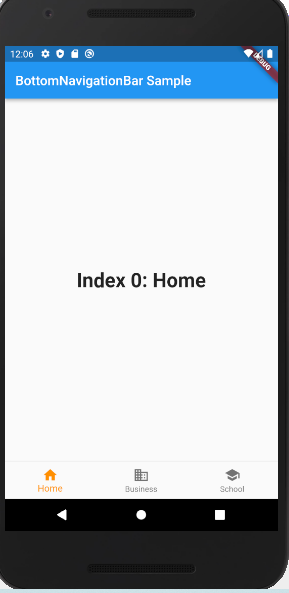 12:06
DEBUG
BottomNavigationBar Sample
Index 0: Home
Home
Business
School